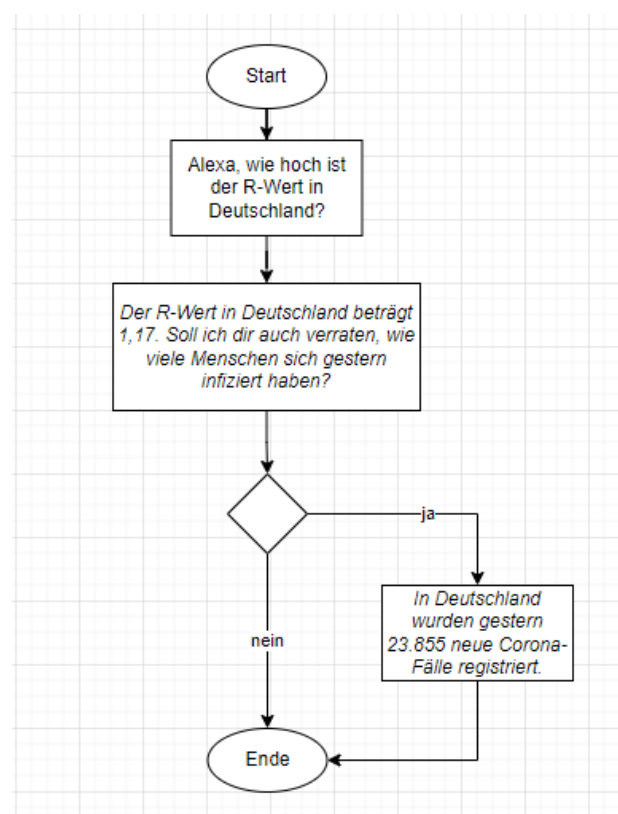 Start
Alexa, wie hoch ist
der R-Wert in
Deutschland?
Der R-Wert in Deutschland beträgt
1,17. Soll ich dir auch verraten, wie
viele Menschen sich gestern
infiziert haben?
ja
In Deutschland
wurden gestern
23.855 neue Corona-
Fälle registriert.
nein
Ende